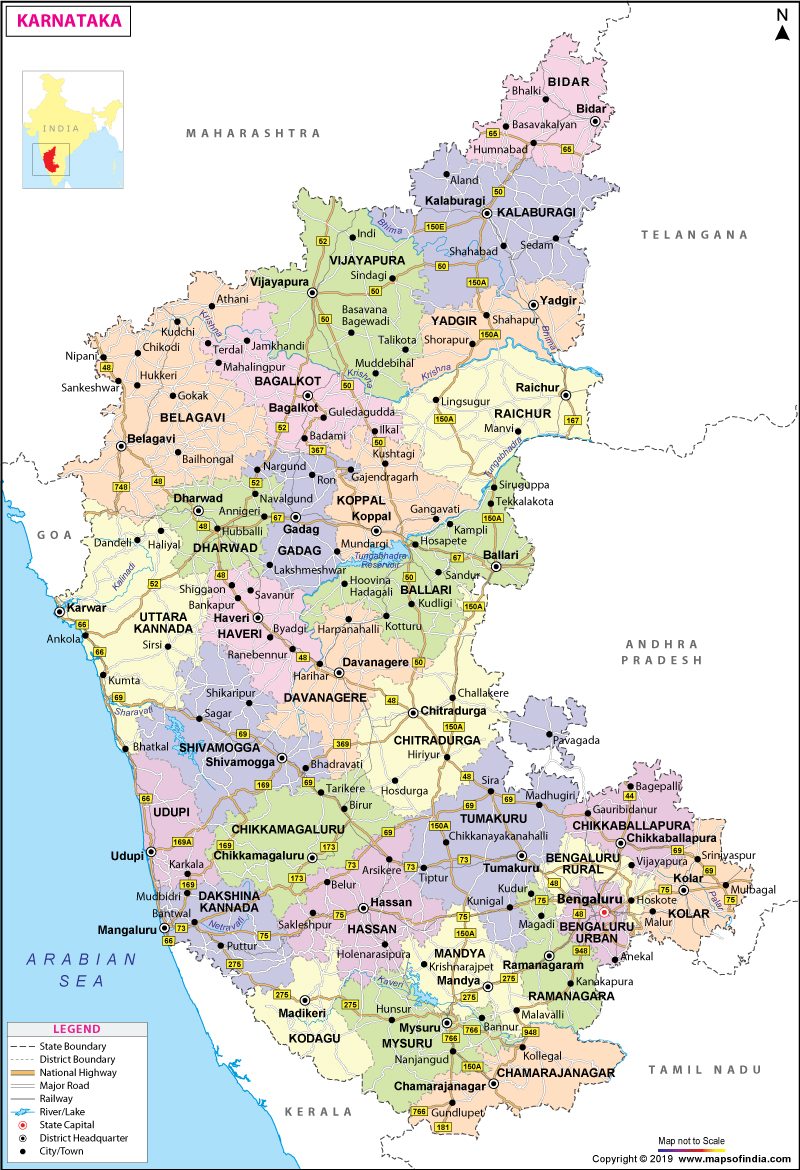 KARNATAKA
N
INDIA
MAHARASHTRA
TELANGANA
GOA
ANDHRA
PRADESH
ARABIAN
SEA
KERALA
TAMIL NADU
BIDAR
Bhalki
Bidar
Basavakalyan
65
Humnabad
65
Aland
50
Kalaburagi
KALABURAGI
Bhima
150E
Shahabad
Sedam
52
Indi
VIJAYAPURA
50
Sindagi
150A
Vijayapura
50
Yadgir
Athani
Basavana
Bagewadi
50
YADGIR
Shahapur
150A
Krishna
Kudchi
Talikota
Shorapur
Bhima
Nipani
Chikodi
Terdal
Jamkhandi
Mahalingpur
Muddebihal
48
Krishna
Krishna
Sankeshwar
Hukkeri
BAGALKOT
50
Raichur
Gokak
Bagalkot
Lingsugur
BELAGAVI
Guledagudda
RAICHUR
150A
167
52
Ilkal
Manvi
Belagavi
Badami
50
367
Kushtagi
Bailhongal
Nargund
Tungabhadra
Ron
Gajendragarh
748
48
52
Siruguppa
Dharwad
Navalgund
KOPPAL
Tekkalakota
Annigeri
67
Gangavati
150A
48
Hubballi
Gadag
Koppal
Kampli
Dandeli
Haliyal
DHARWAD
GADAG
Mundargi
Hosapete
Tungabhadra
Reservoir
67
Ballari
Kalinadi
Lakshmeshwar
Sandur
52
48
Hoovina
Hadagali
50
BALLARI
Shiggaon
Savanur
Bankapur
Kudligi
150A
Karwar
66
UTTARA
KANNADA
Haveri
HAVERI
Byadgi
Harpanahalli
Kotturu
Ankola
Sirsi
Ranebennur
66
48
Davanagere
50
Harihar
Kumta
Shikaripur
DAVANAGERE
Challakere
69
48
Sharavati
Sagar
Chitradurga
150A
69
Bhatkal
SHIVAMOGGA
369
CHITRADURGA
Pavagada
Shivamogga
Hiriyur
Bhadravati
48
Sira
Bagepalli
169
69
Hosdurga
44
66
Tarikere
69
69
Madhugiri
UDUPI
Birur
TUMAKURU
Gauribidanur
CHIKKAMAGALURU
150A
CHIKKABALLAPURA
169A
169
69
Chikkanayakanahalli
Chikkaballapura
173
69
Udupi
Chikkamagaluru
73
Arsikere
73
BENGALURU
RURAL
Srinivaspur
Karkala
Tiptur
Tumakuru
Vijayapura
69
173
Kolar
169
Belur
Kudur
48
75
Mulbagal
Mudbidri
DAKSHINA
KANNADA
73
75
Bengaluru
Hoskote
75
Hassan
Kunigal
75
KOLAR
Palar
Bantwal
Sakleshpur
48
Malur
Mangaluru
73
Netravati
75
HASSAN
75
Magadi
BENGALURU
URBAN
66
Puttur
150A
Holenarasipura
948
MANDYA
Anekal
275
Krishnarajpet
Ramanagaram
Kaveri
Mandya
275
Kanakapura
275
275
RAMANAGARA
Madikeri
Hunsur
Malavalli
Mysuru
766
Bannur
KODAGU
MYSURU
766
948
Nanjangud
Kollegal
150A
CHAMARAJANAGAR
Chamarajanagar
766
Gundlupet
181
LEGEND
State Boundary
District Boundary
National Highway
Major Road
Railway
River/Lake
State Capital
District Headquarter
City/Town
Map not to Scale
Copyright © 2019 www.mapsofindia.com